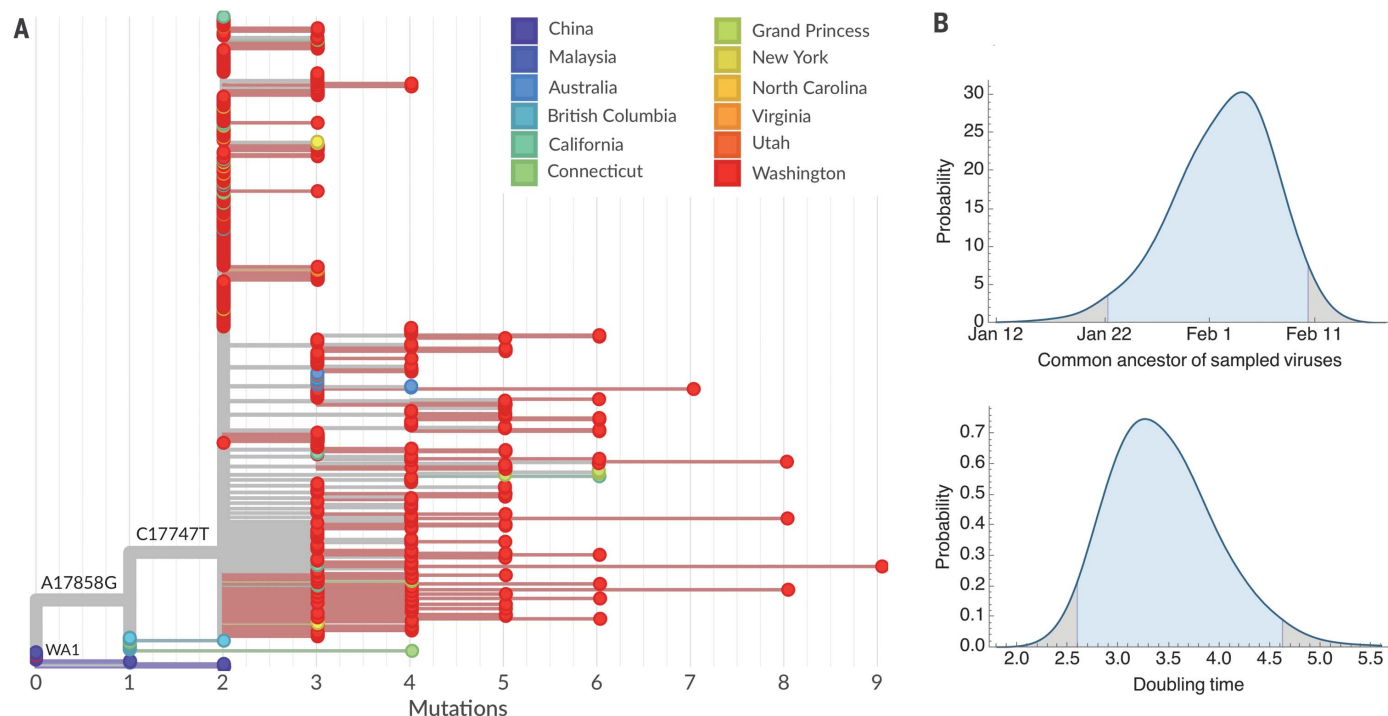 A
China
Malaysia
Australia
British Columbia
California
Connecticut
Grand Princess
New York
North Carolina
Virginia
Utah
Washington
C17747T
A17858G
WA1
0 1 2 3 4 5 6 7 8 9
Mutations
B
Probability
30
25
20
15
10
5
0
Jan 12 Jan 22 Feb 1 Feb 11
Common ancestor of sampled viruses
Probability
0.7
0.6
0.5
0.4
0.3
0.2
0.1
0.0
2.0 2.5 3.0 3.5 4.0 4.5 5.0 5.5
Doubling time